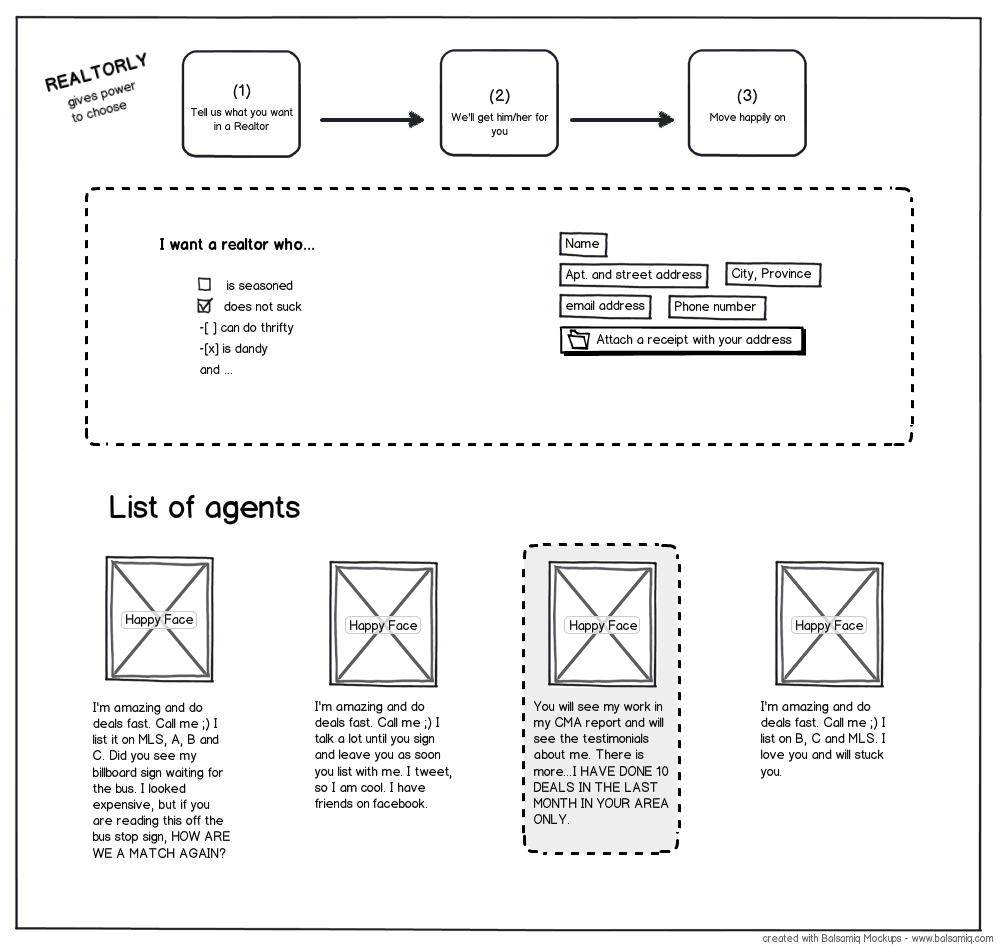 REALTORLY
gives power
to choose
(1)
Tell us what you want
in a Realtor
(2)
We'll get him/her for
you
(3)
Move happily on
I want a realtor who...
is seasoned
does not suck
-[ ] can do thrifty
-[x] is dandy
and ...
Name
Apt. and street address
City, Province
email address
Phone number
Attach a receipt with your address
List of agents
Happy Face
I'm amazing and do
deals fast. Call me ;) I
list it on MLS, A, B and
C. Did you see my
billboard sign waiting for
the bus. I looked
expensive, but if you
are reading this off the
bus stop sign, HOW ARE
WE A MATCH AGAIN?
Happy Face
I'm amazing and do
deals fast. Call me ;) I
talk a lot until you sign
and leave you as soon
you list with me. I tweet,
so I am cool. I have
friends on facebook.
Happy Face
You will see my work in
my CMA report and will
see the testimonials
about me. There is
more...I HAVE DONE 10
DEALS IN THE LAST
MONTH IN YOUR AREA
ONLY.
Happy Face
I'm amazing and do
deals fast. Call me ;) I
list on B, C and MLS. I
love you and will stuck
you.
created with Balsamiq Mockups - www.balsamiq.com